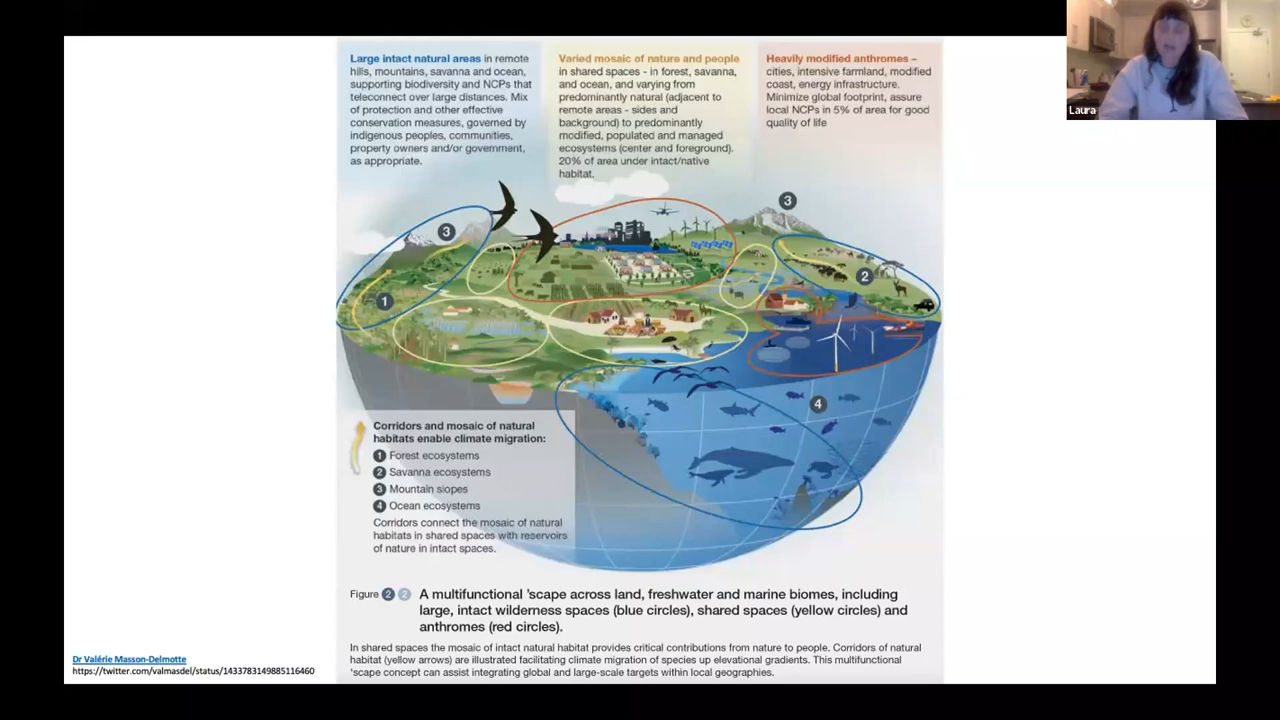 Large intact natural areas in remote
hills, mountains, savanna and ocean,
supporting biodiversity and NCPs that
teleconnect over large distances. Mix
of protection and other effective
conservation measures, governed by
indigenous peoples, communities,
property owners and/or government,
as appropriate.
Varied mosaic of nature and people
in shared spaces - in forest, savanna,
and ocean, and varying from
predominantly natural (adjacent to
remote areas - sides and
background) to predominantly
modified, populated and managed
ecosystems (center and foreground).
20% of area under intact/native
habitat.
Heavily modified anthromes –
cities, intensive farmland, modified
coast, energy infrastructure.
Minimize global footprint, assure
local NCPs in 5% of area for good
quality of life
Laura
3
3
2
1
4
Corridors and mosaic of natural
habitats enable climate migration:
1 Forest ecosystems
2 Savanna ecosystems
3 Mountain slopes
4 Ocean ecosystems
Corridors connect the mosaic of natural
habitats in shared spaces with reservoirs
of nature in intact spaces.
Figure 2 2 A multifunctional 'scape across land, freshwater and marine biomes, including
large, intact wilderness spaces (blue circles), shared spaces (yellow circles) and
anthromes (red circles).
In shared spaces the mosaic of intact natural habitat provides critical contributions from nature to people. Corridors of natural
habitat (yellow arrows) are illustrated facilitating climate migration of species up elevational gradients. This multifunctional
'scape concept can assist integrating global and large-scale targets within local geographies.
Dr Valérie Masson-Delmotte
https://twitter.com/valmasdel/status/1433783149885116460